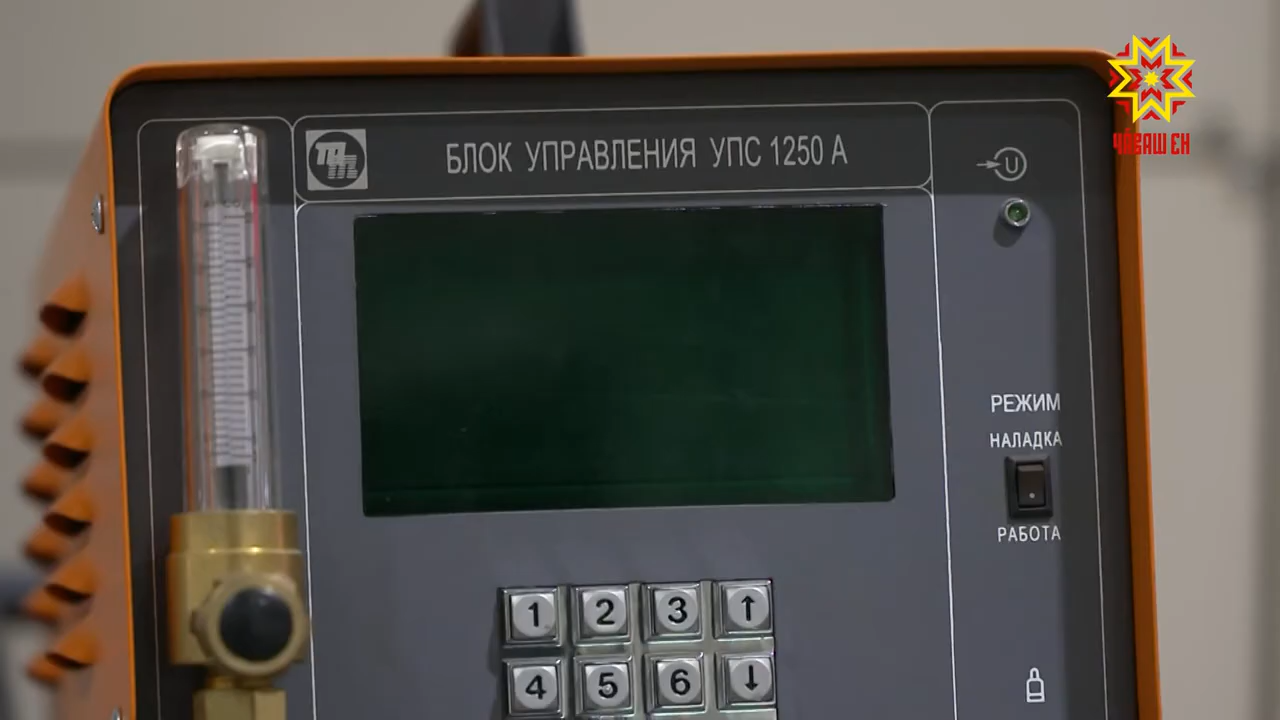 БЛОК УПРАВЛЕНИЯ УПС 1250 А
ЧӐВАШ ЕН
U
РЕЖИМ
НАЛАДКА
РАБОТА
1 2 3 ↑
4 5 6 ↓